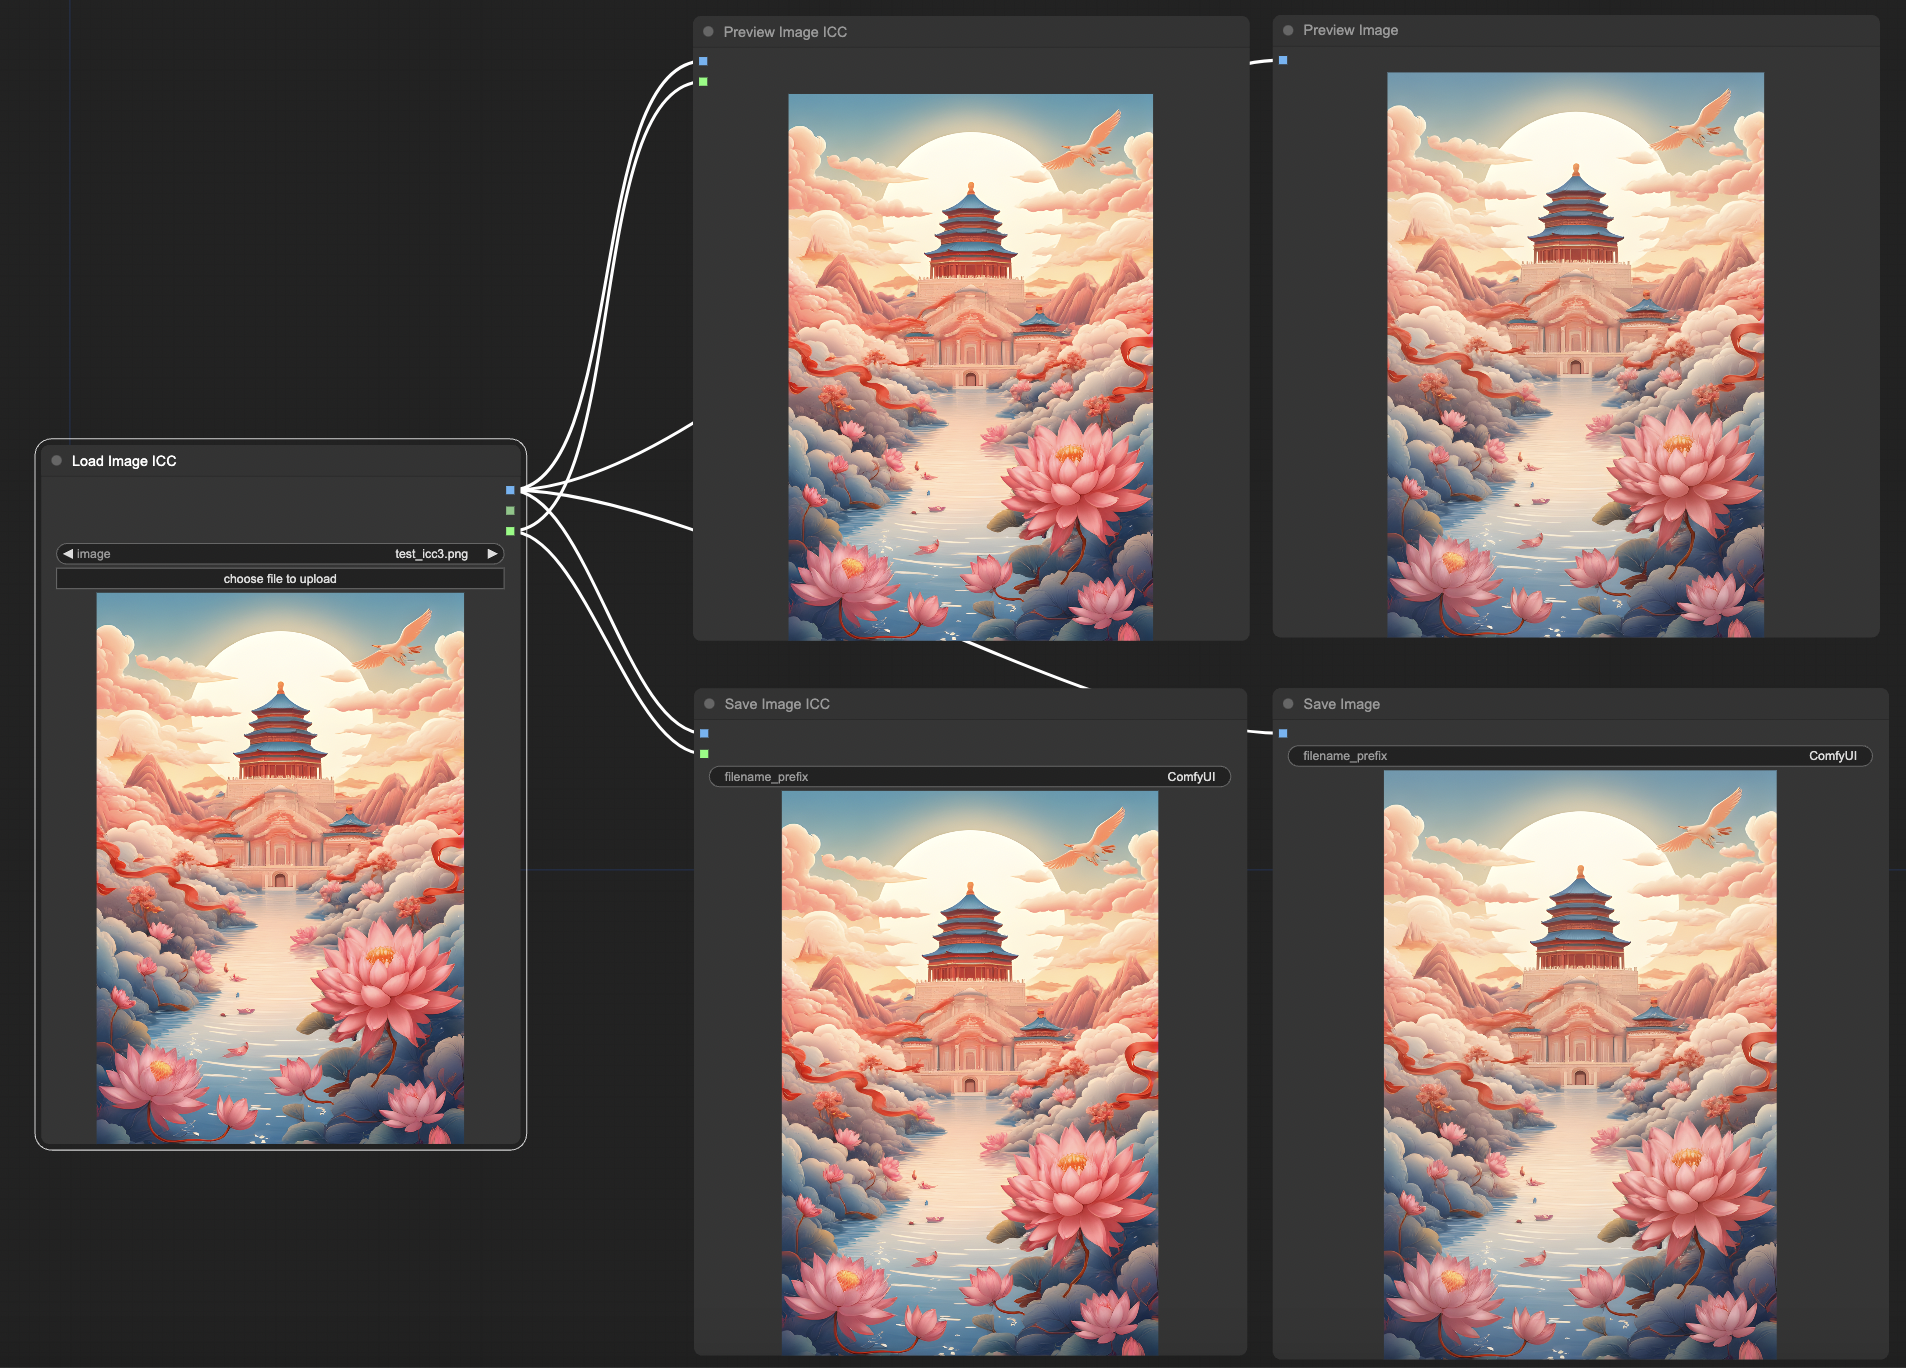 Preview Image ICC
Preview Image
Load Image ICC
image test_icc3.png
choose file to upload
Save Image ICC
filename_prefix ComfyUI
Save Image
filename_prefix ComfyUI